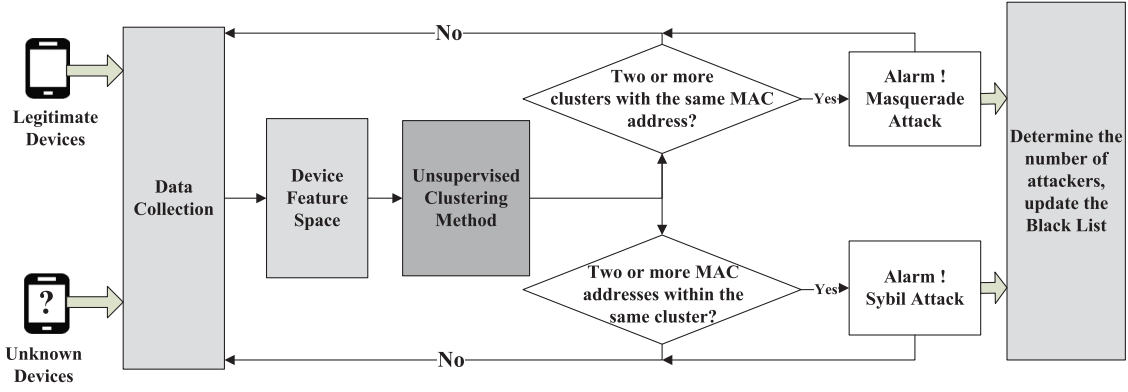 No
Legitimate
Devices
Data
Collection
Device
Feature
Space
Unsupervised
Clustering
Method
Two or more
clusters with the same MAC
address?
Yes
Alarm !
Masquerade
Attack
Determine the
number of
attackers,
update the
Black List
?
Unknown
Devices
Two or more MAC
addresses within the
same cluster?
Yes
Alarm !
Sybil Attack
No